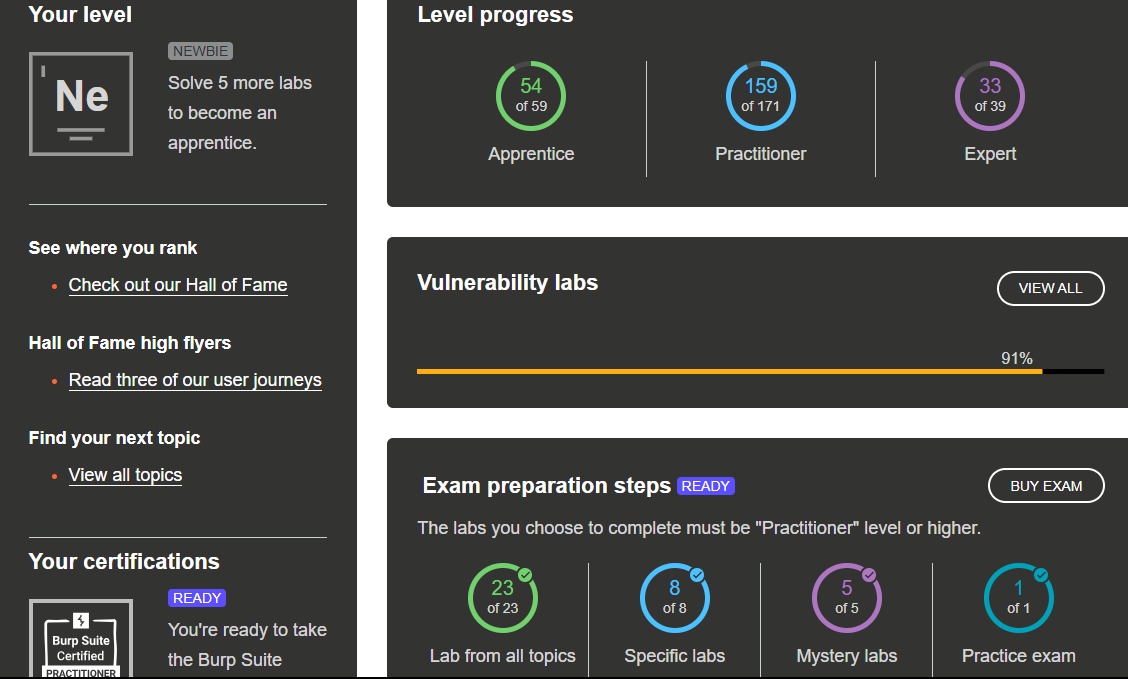 Your level
Ne
NEWBIE
Solve 5 more labs
to become an
apprentice.
See where you rank
Check out our Hall of Fame
Hall of Fame high flyers
Read three of our user journeys
Find your next topic
View all topics
Your certifications
Burp Suite
Certified
PRACTITIONER
READY
You're ready to take
the Burp Suite
Level progress
54
of 59
Apprentice
159
of 171
Practitioner
33
of 39
Expert
Vulnerability labs
VIEW ALL
91%
Exam preparation steps READY
BUY EXAM
The labs you choose to complete must be "Practitioner" level or higher.
23
of 23
Lab from all topics
8
of 8
Specific labs
5
of 5
Mystery labs
1
of 1
Practice exam